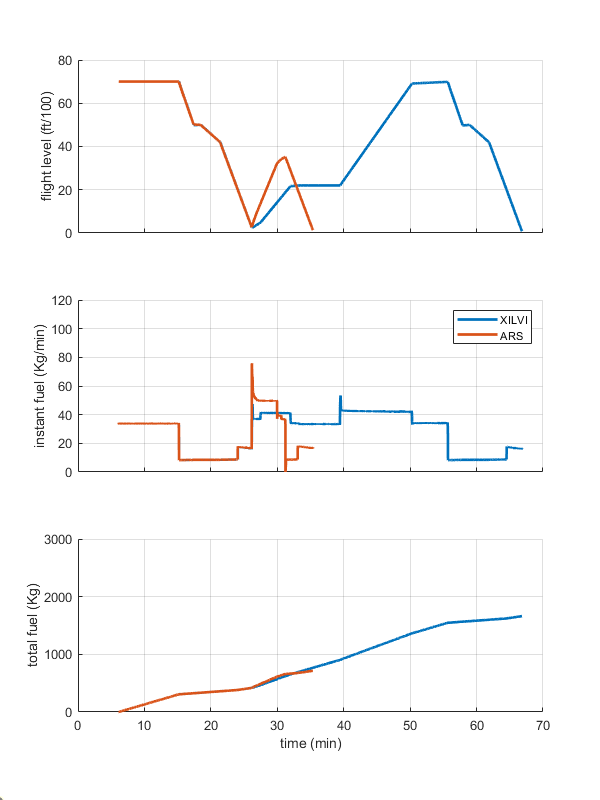 80
60
40
20
0
flight level (ft/100)
120
100
80
60
40
20
0
instant fuel (Kg/min)
XILVI
ARS
3000
2000
1000
0
total fuel (Kg)
0 10 20 30 40 50 60 70
time (min)